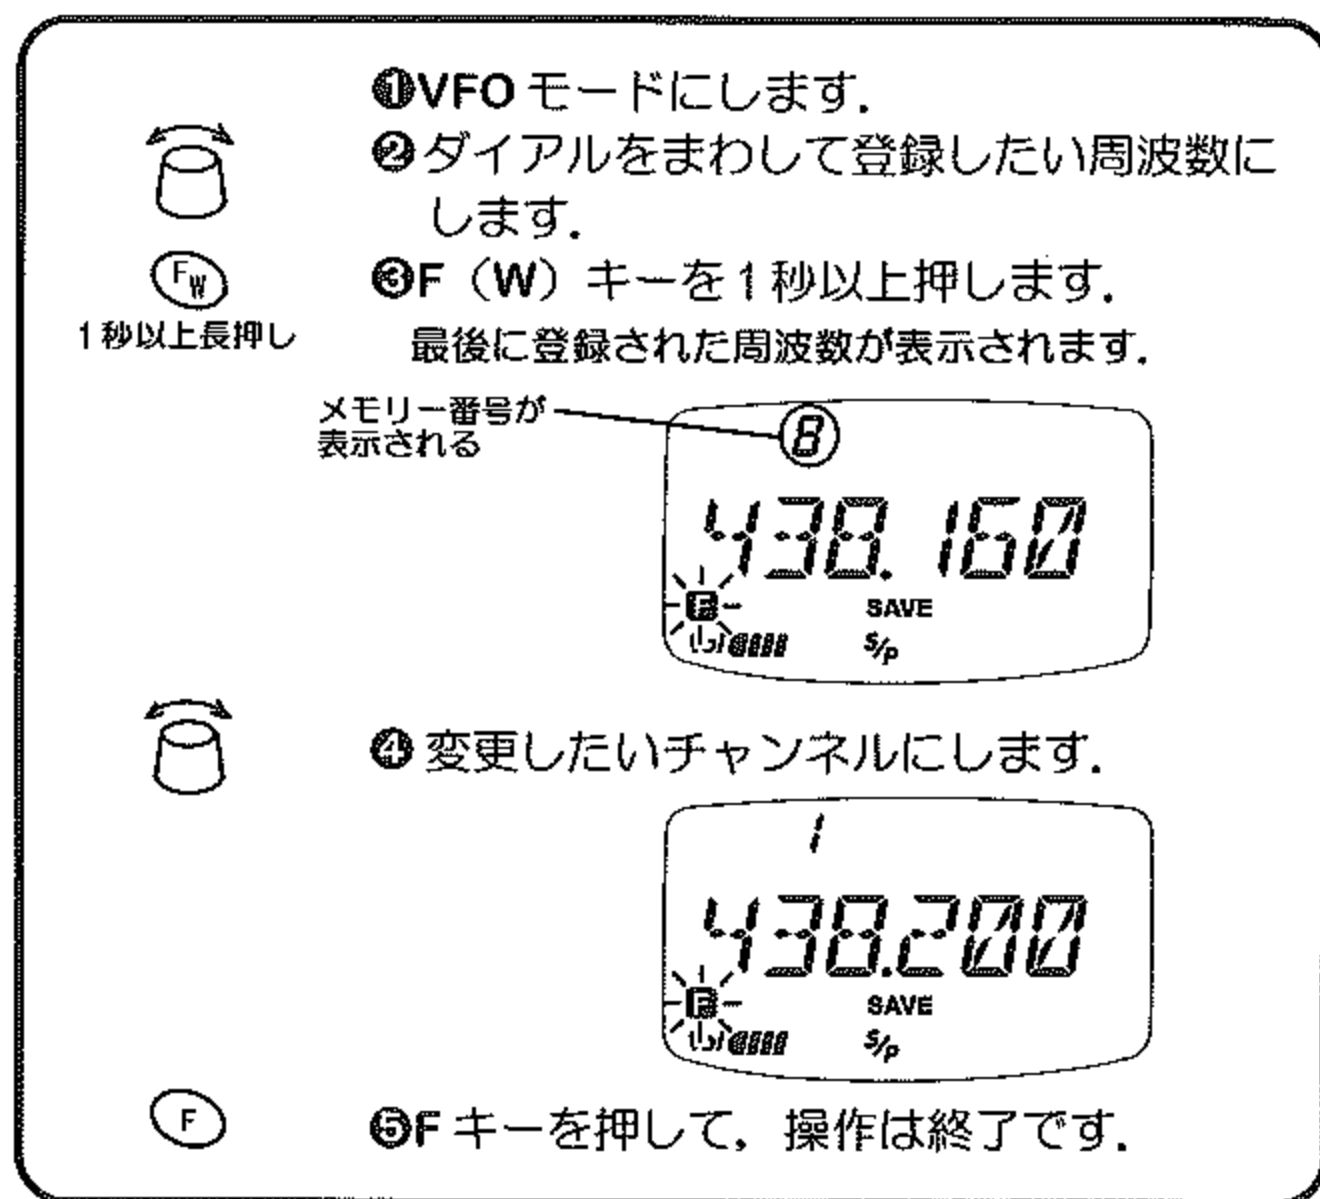 ❶VFO モードにします.
❷ダイアルをまわして登録したい周波数に
します.
FW
❸F（W）キーを1秒以上押します.
1秒以上長押し
最後に登録された周波数が表示されます.
メモリー番号が
表示される
8
438.160
F
SAVE
S/P
❹変更したいチャンネルにします.
1
438.200
F
SAVE
S/P
F
❺Fキーを押して，操作は終了です.